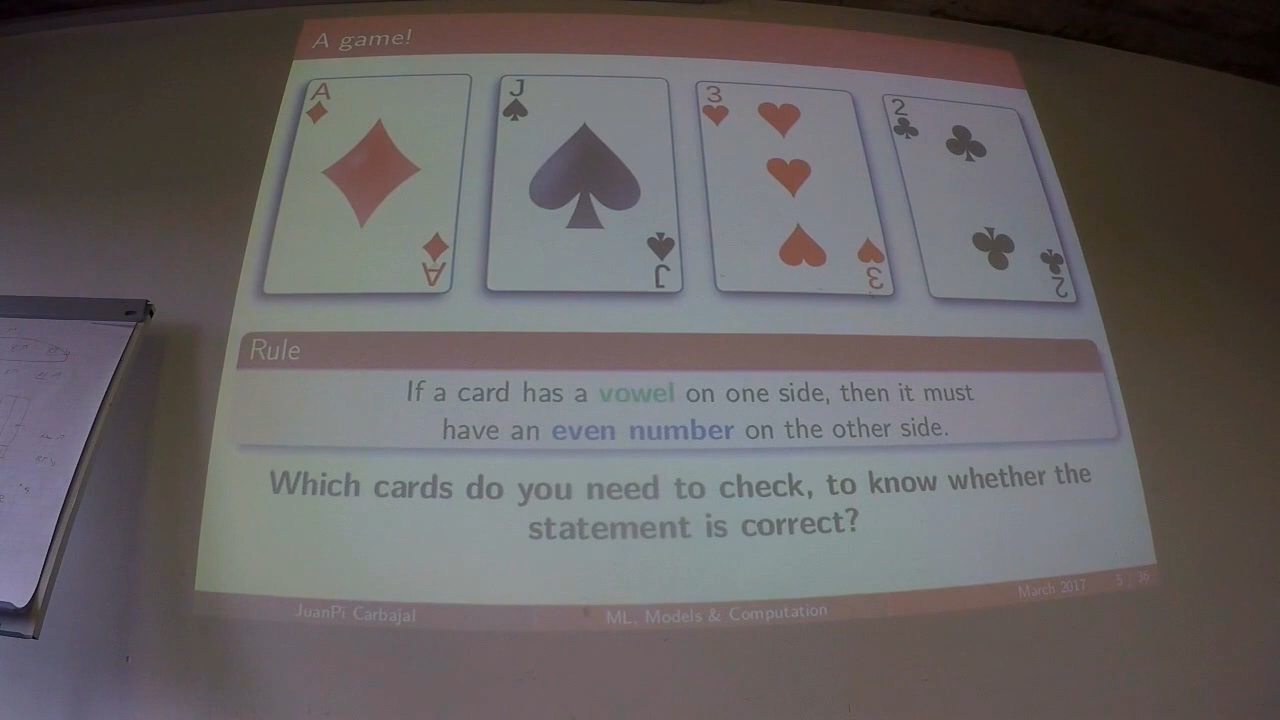 A game!
A
J
3
2
A
J
3
2
Rule
If a card has a vowel on one side, then it must
have an even number on the other side.
Which cards do you need to check, to know whether the
statement is correct?
JuanPi Carbajal
ML, Models & Computation
March 2017